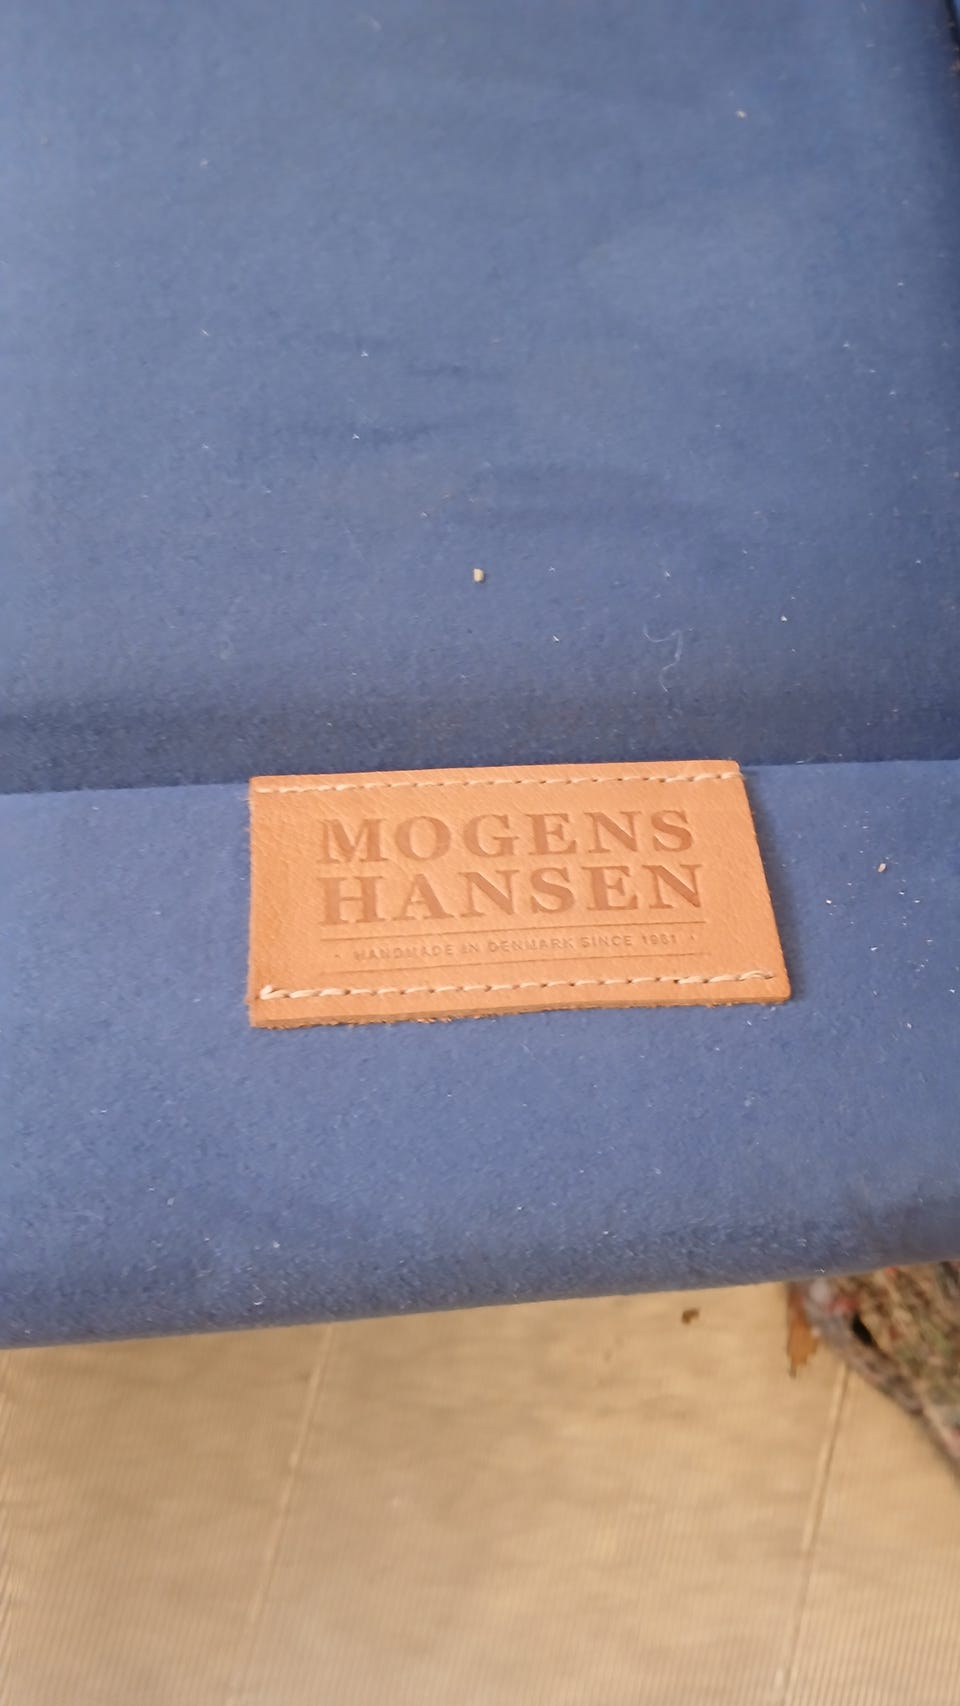 MOGENS
HANSEN
· HANDMADE IN DENMARK SINCE 1981 ·